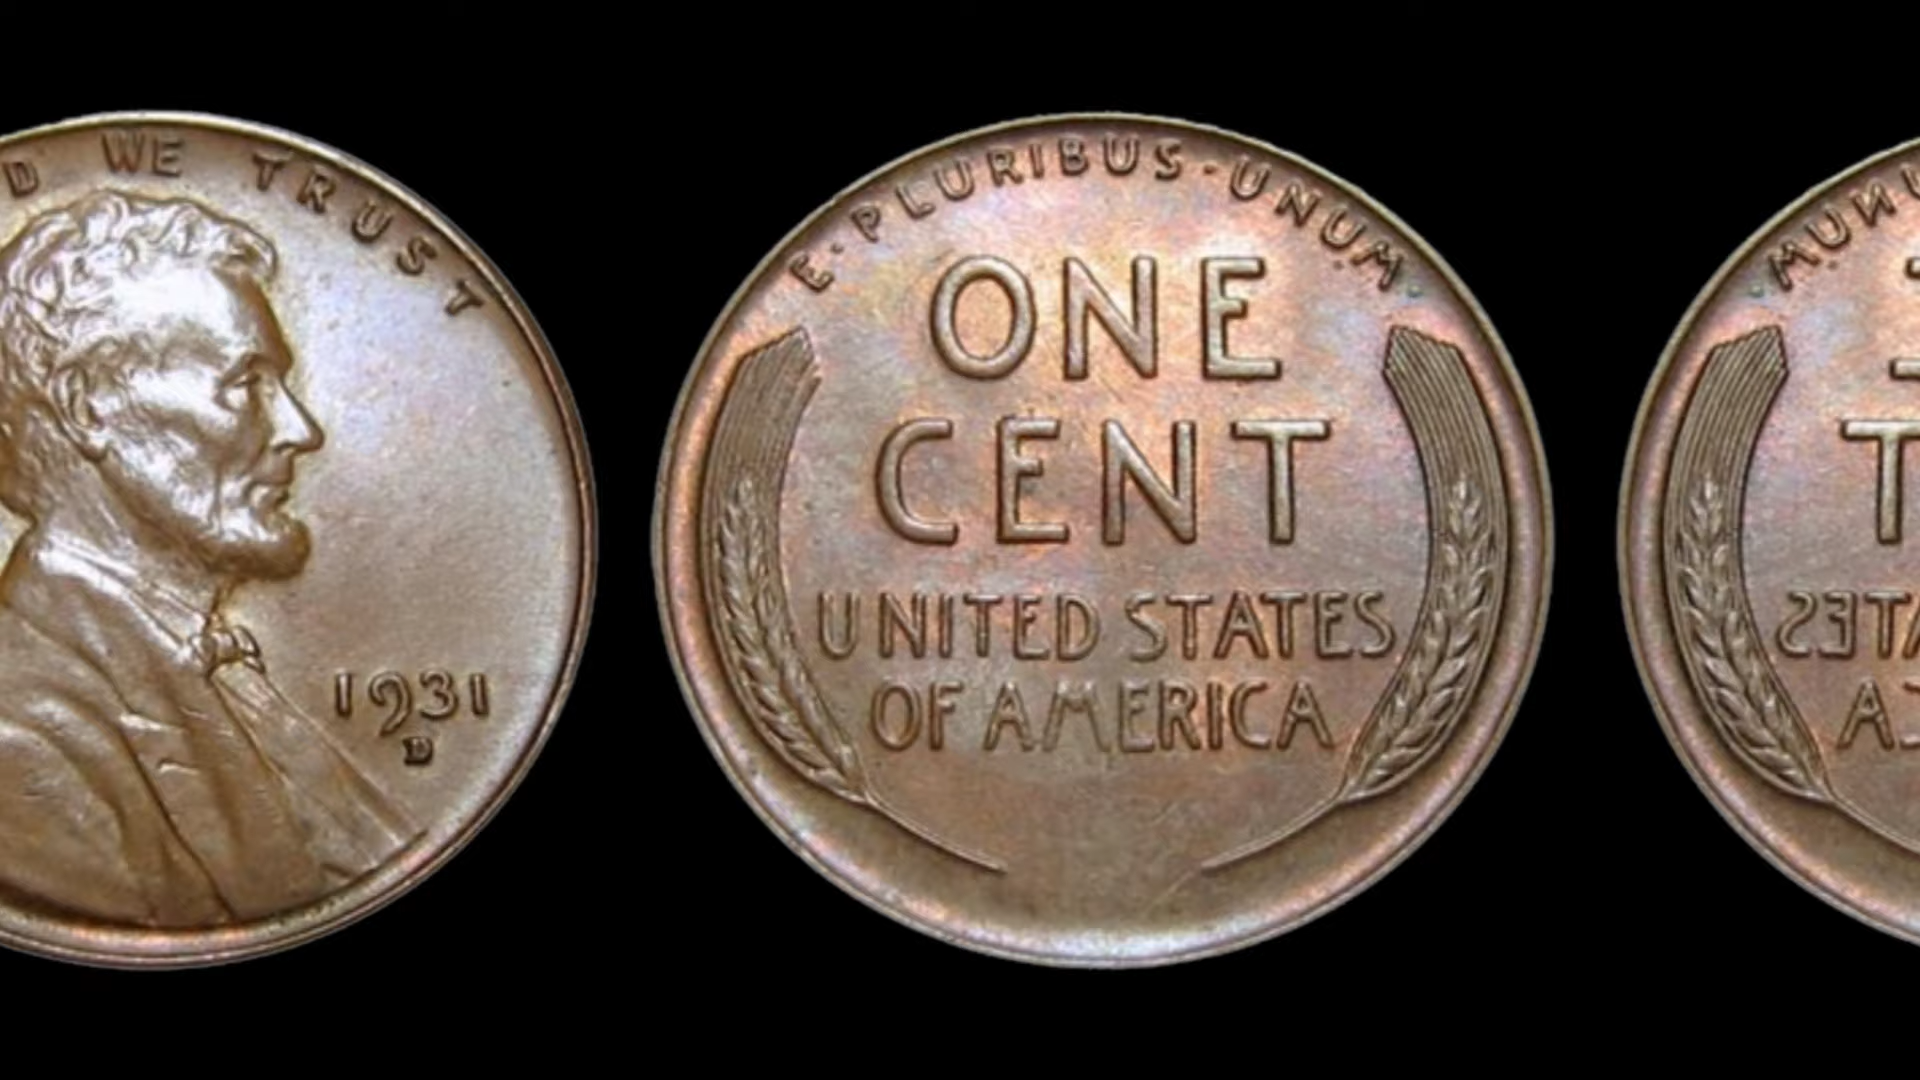 D WE TRUST
1931
D
E·PLURIBUS·UNUM
ONE
CENT
UNITED STATES
OF AMERICA